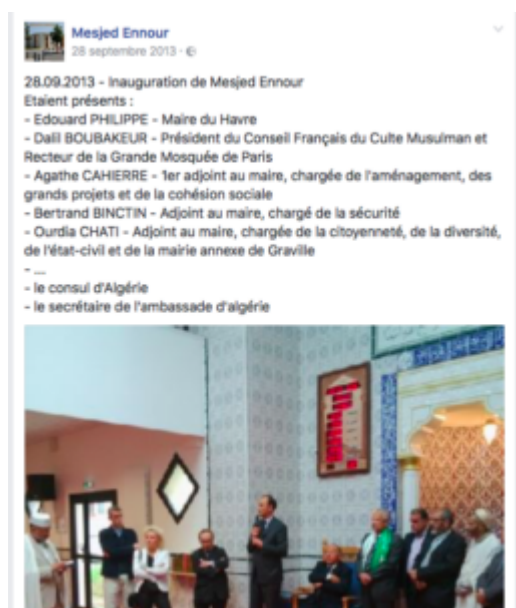 Mesjed Ennour
28 septembre 2013 ·
28.09.2013 - Inauguration de Mesjed Ennour
Etaient présents :
- Edouard PHILIPPE - Maire du Havre
- Dalil BOUBAKEUR - Président du Conseil Français du Culte Musulman et
Recteur de la Grande Mosquée de Paris
- Agathe CAHIERRE - 1er adjoint au maire, chargée de l'aménagement, des
grands projets et de la cohésion sociale
- Bertrand BINCTIN - Adjoint au maire, chargé de la sécurité
- Ourdia CHATI - Adjoint au maire, chargée de la citoyenneté, de la diversité,
de l'état-civil et de la mairie annexe de Graville
- ...
- le consul d'Algérie
- le secrétaire de l'ambassade d'algérie